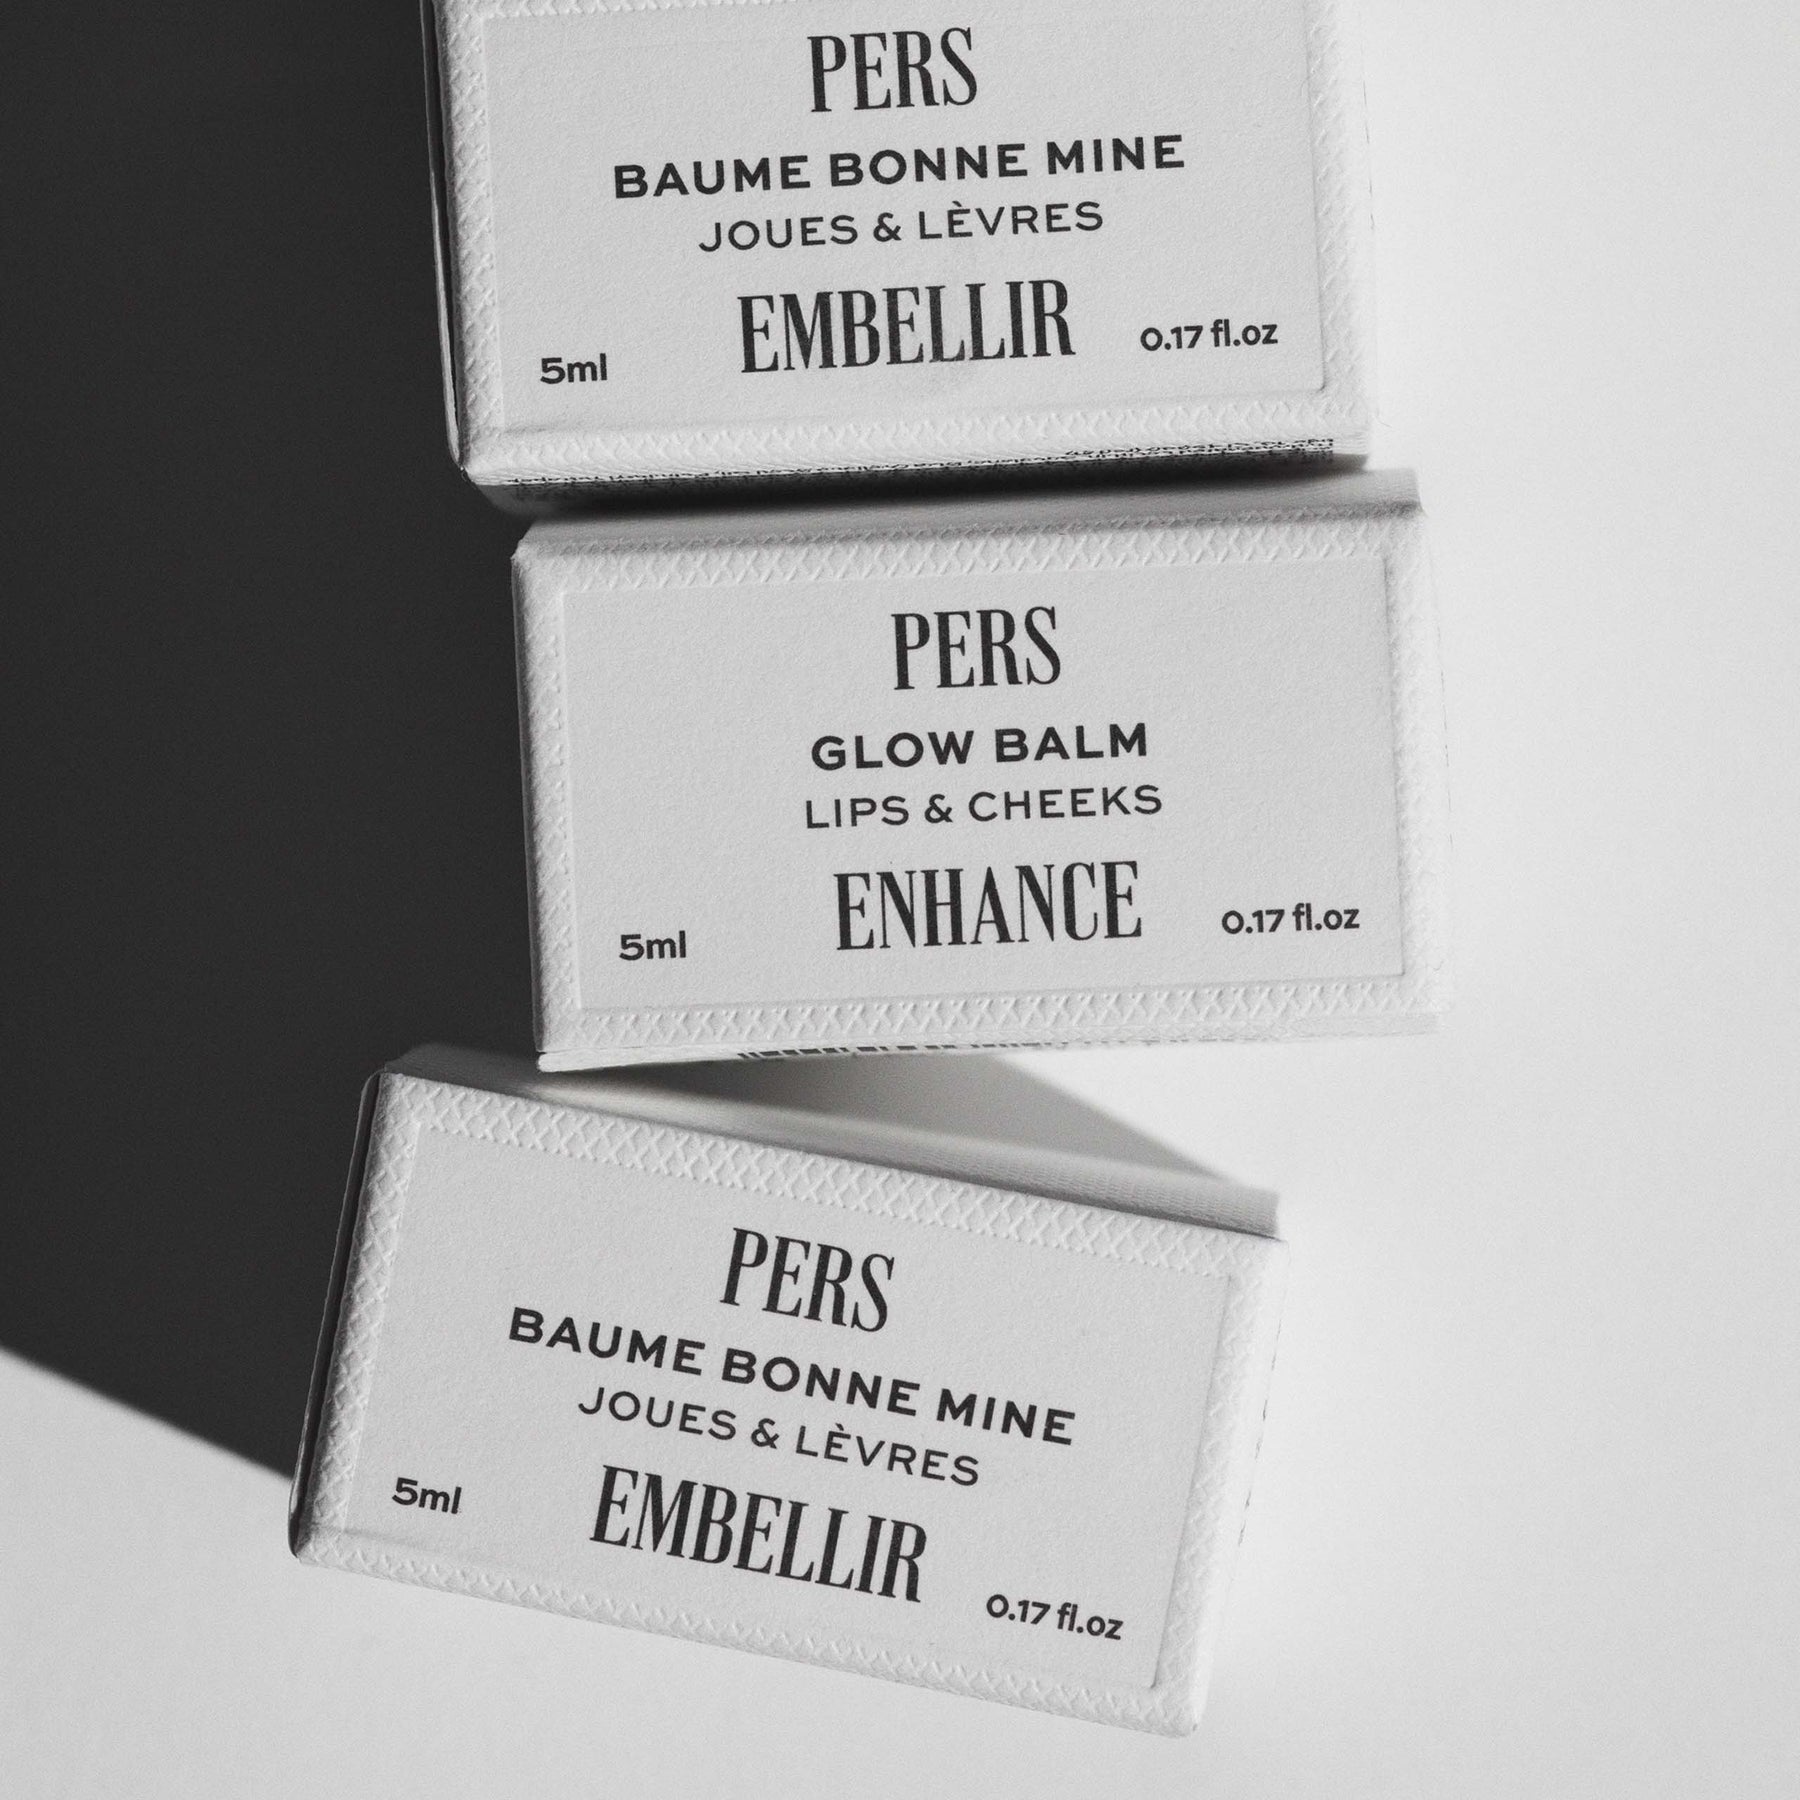 PERS
BAUME BONNE MINE
JOUES & LÈVRES
EMBELLIR
5ml
0.17 fl.oz
PERS
GLOW BALM
LIPS & CHEEKS
ENHANCE
5ml
0.17 fl.oz
PERS
BAUME BONNE MINE
JOUES & LÈVRES
EMBELLIR
5ml
0.17 fl.oz